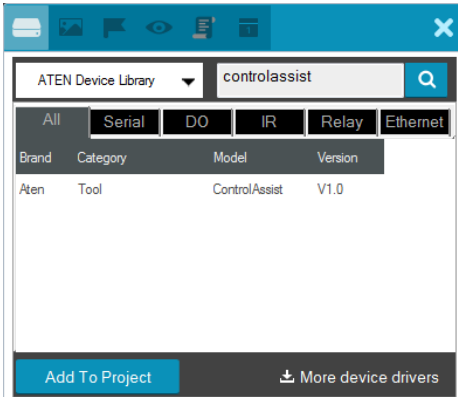 1
ATEN Device Library controlassist
All Serial DO IR Relay Ethernet
Brand Category Model Version
Aten Tool ControlAssist V1.0
Add To Project More device drivers